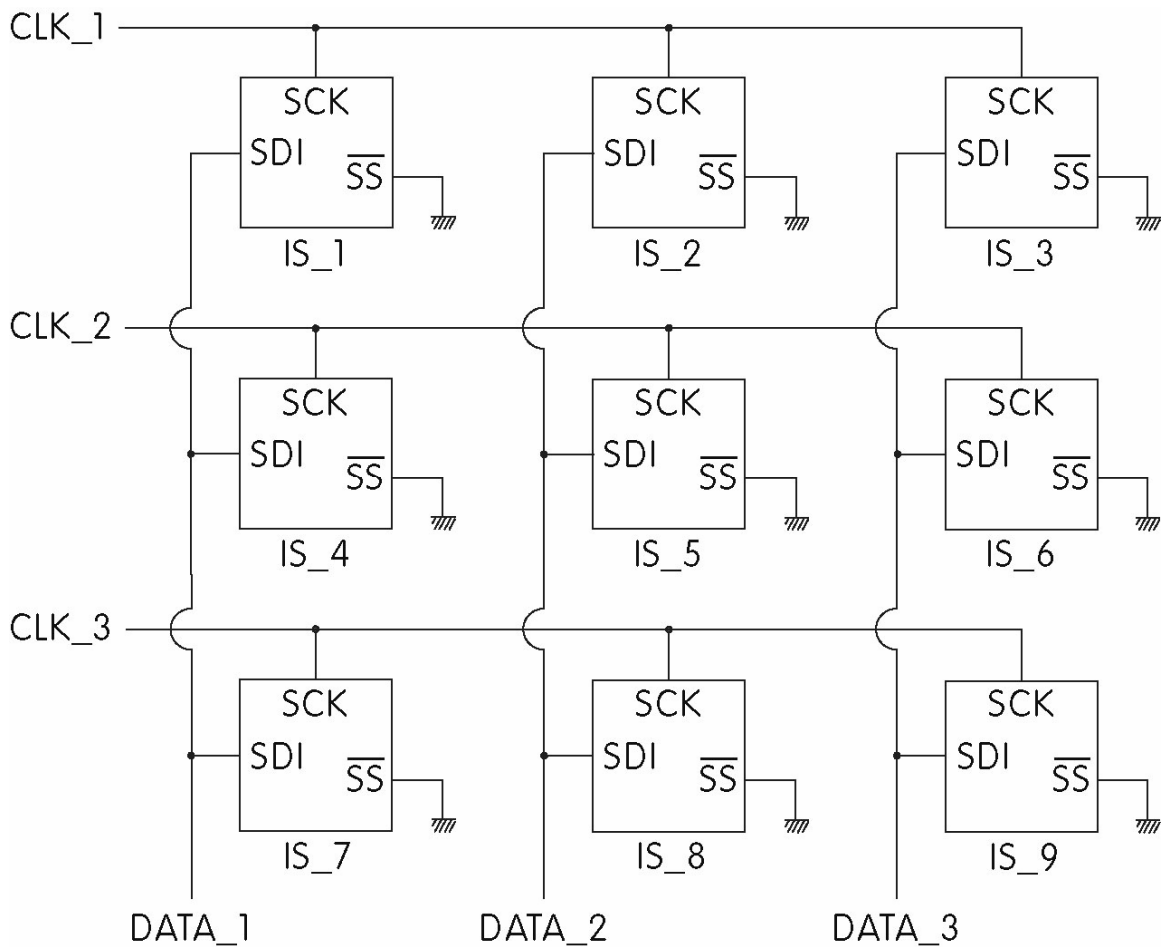 CLK_1
SCK SCK SCK
SDI SDI SDI
SS SS SS
IS_1 IS_2 IS_3
CLK_2
SCK SCK SCK
SDI SDI SDI
SS SS SS
IS_4 IS_5 IS_6
CLK_3
SCK SCK SCK
SDI SDI SDI
SS SS SS
IS_7 IS_8 IS_9
DATA_1 DATA_2 DATA_3